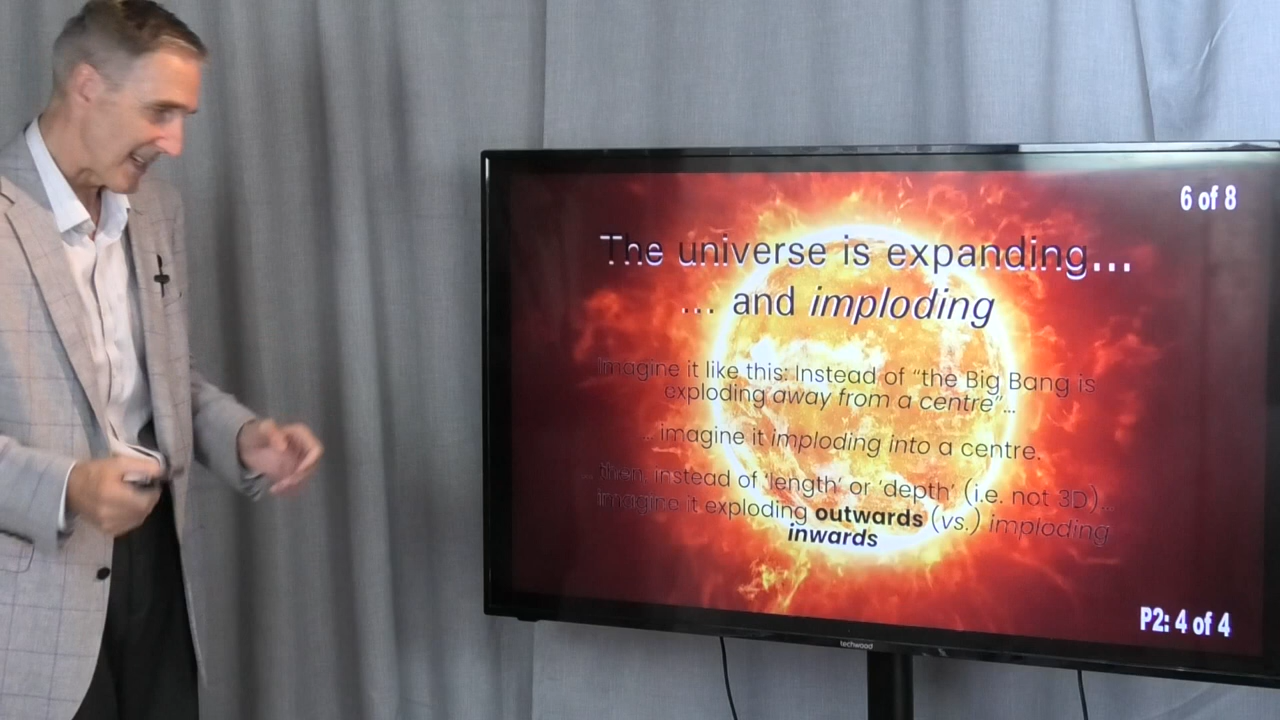 6 of 8
The universe is expanding...
... and imploding
Imagine it like this: Instead of “the Big Bang is
exploding away from a centre”...
... imagine it imploding into a centre.
... then, instead of ‘length’ or ‘depth’ (i.e. not 3D)...
imagine it exploding outwards (vs.) imploding
inwards
P2: 4 of 4
techwood